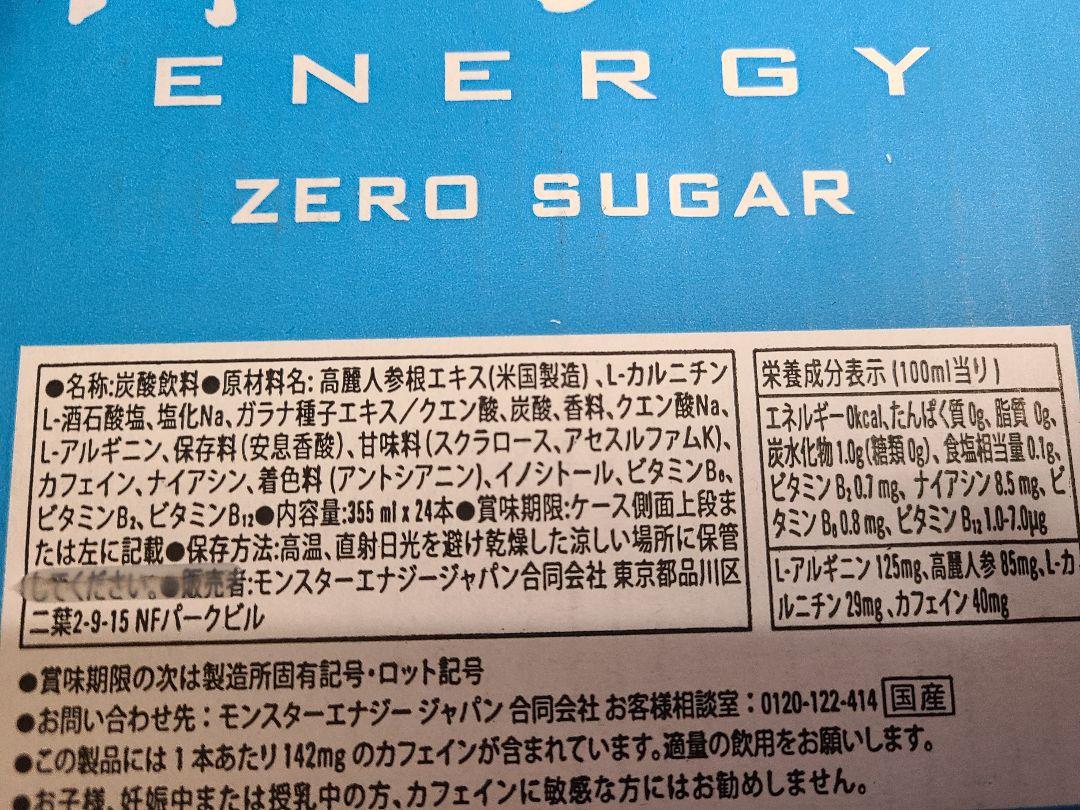 ENERGY
ZERO SUGAR
●名称:炭酸飲料●原材料名:高麗人参根エキス(米国製造)、L-カルニチン
L-酒石酸塩、塩化Na、ガラナ種子エキス／クエン酸、炭酸、香料、クエン酸Na、
L-アルギニン、保存料(安息香酸)、甘味料(スクラロース、アセスルファムK)、
カフェイン、ナイアシン、着色料(アントシアニン)、イノシトール、ビタミンB₆、
ビタミンB₂、ビタミンB₁₂●内容量:355ml x 24本●賞味期限:ケース側面上段ま
たは左に記載●保存方法:高温、直射日光を避け乾燥した涼しい場所に保管
してください。●販売者:モンスターエナジージャパン合同会社 東京都品川区
二葉2-9-15 NFパークビル
栄養成分表示(100ml当り)
エネルギー0kcal、たんぱく質0g、脂質 0g、
炭水化物1.0g(糖類0g)、食塩相当量0.1g、
ビタミンB₂0.7mg、ナイアシン8.5mg、ビ
タミンB₆0.8mg、ビタミンB₁₂1.0-7.0μg
L-アルギニン125mg、高麗人参85mg、L-カ
ルニチン29mg、カフェイン40mg
●賞味期限の次は製造所固有記号・ロット記号
●お問い合わせ先：モンスターエナジー ジャパン 合同会社 お客様相談室：0120-122-414 国産
●この製品には1本あたり142mgのカフェインが含まれています。適量の飲用をお願いします。
●お子様、妊娠中または授乳中の方、カフェインに敏感な方にはお勧めしません。